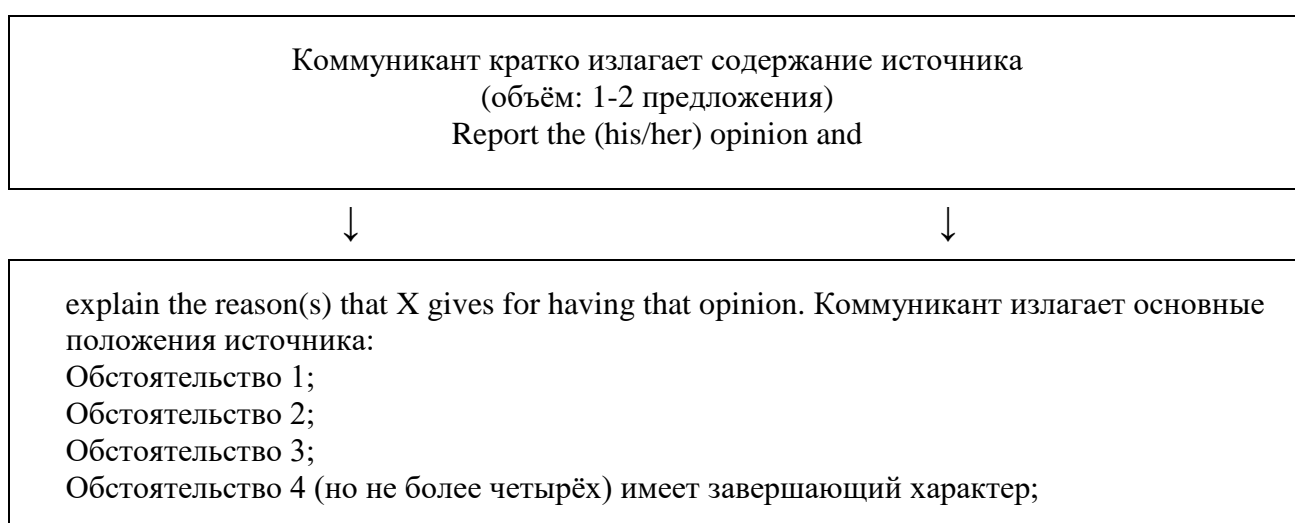 Коммуникант кратко излагает содержание источника
(объём: 1-2 предложения)
Report the (his/her) opinion and
↓ ↓
explain the reason(s) that X gives for having that opinion. Коммуникант излагает основные
положения источника:
Обстоятельство 1;
Обстоятельство 2;
Обстоятельство 3;
Обстоятельство 4 (но не более четырёх) имеет завершающий характер;